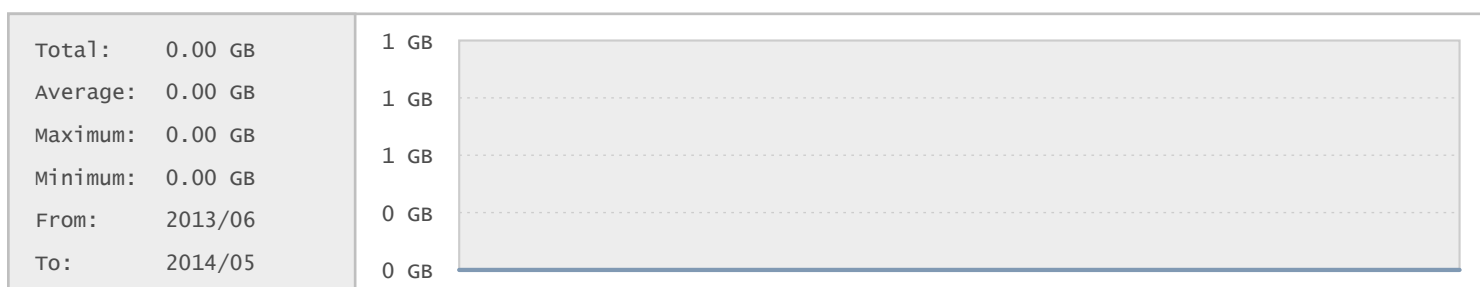 Total: 0.00 GB
Average: 0.00 GB
Maximum: 0.00 GB
Minimum: 0.00 GB
From: 2013/06
To: 2014/05
1 GB
1 GB
1 GB
0 GB
0 GB